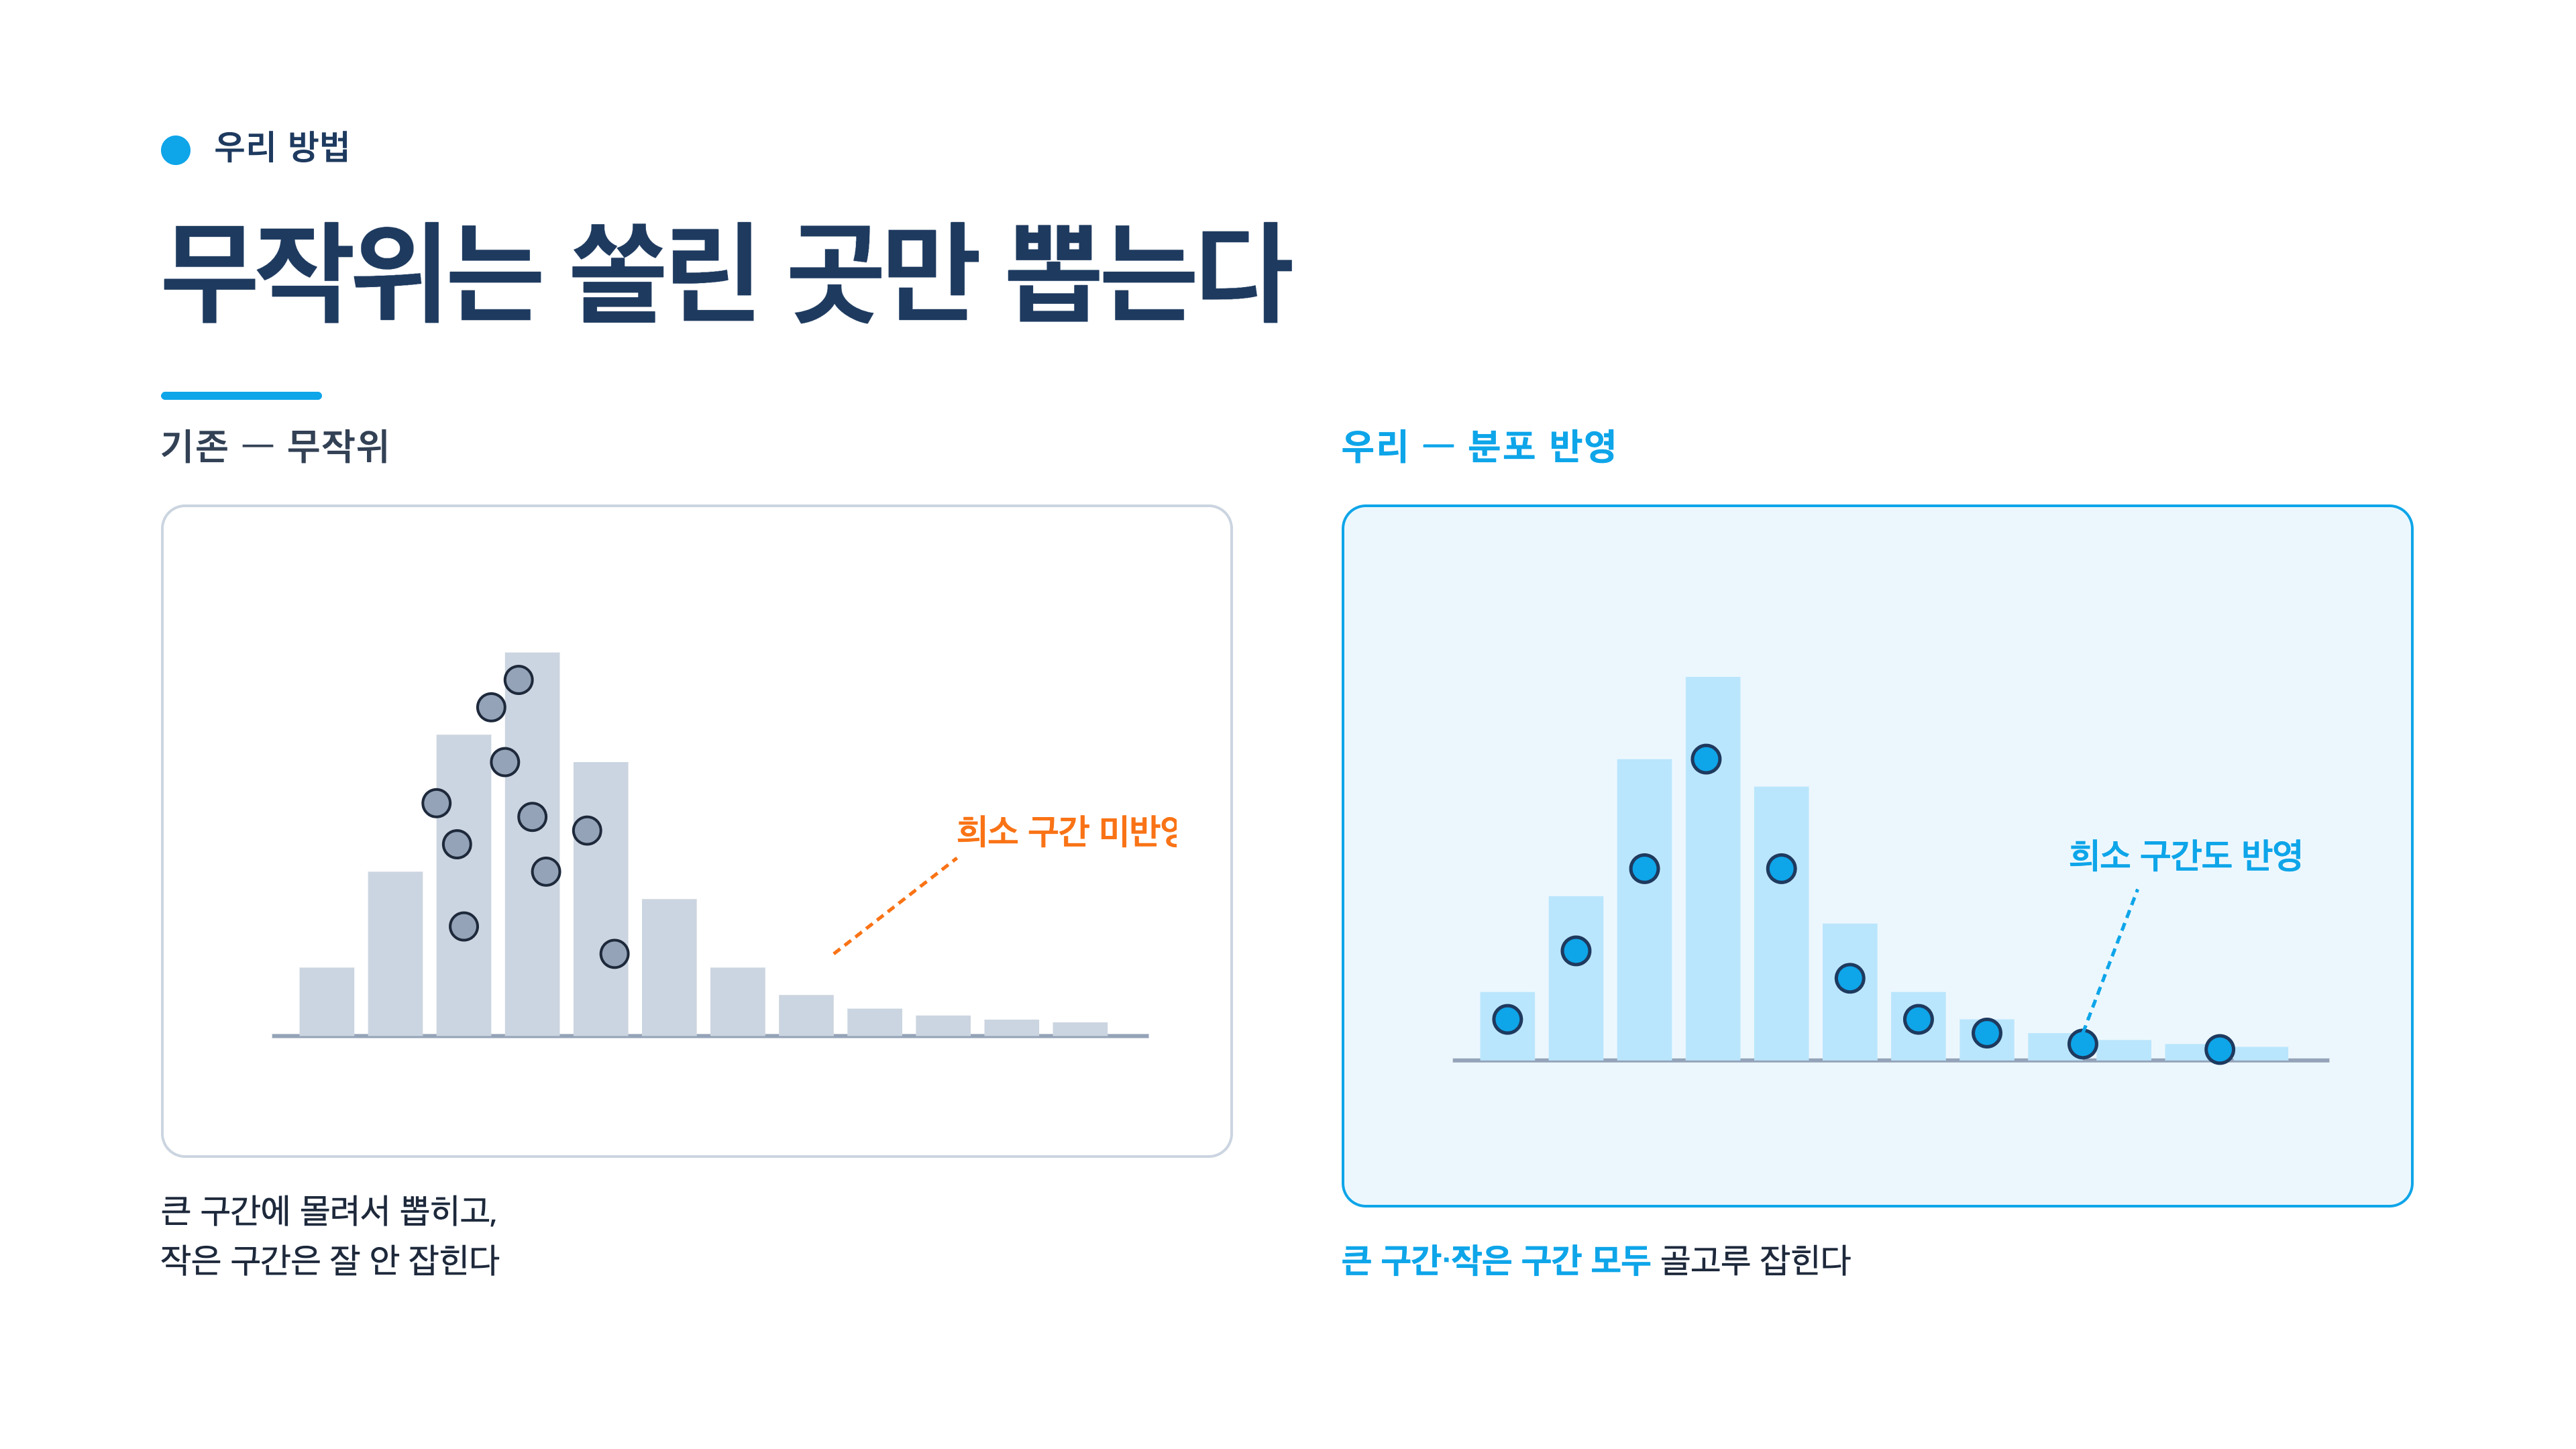 우리 방법
무작위는 쏠린 곳만 뽑는다
기존 — 무작위
희소 구간 미반
큰 구간에 몰려서 뽑히고,
작은 구간은 잘 안 잡힌다
우리 — 분포 반영
희소 구간도 반영
큰 구간·작은 구간 모두 골고루 잡힌다